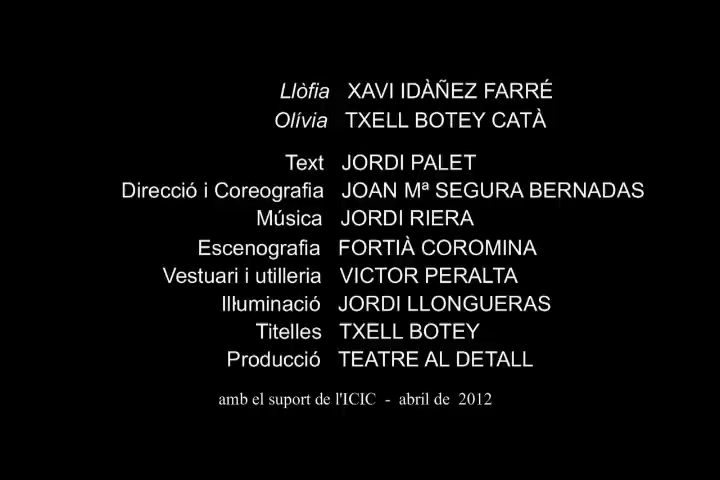 Llòfia XAVI IDÀÑEZ FARRÉ
Olívia TXELL BOTEY CATÀ
Text JORDI PALET
Direcció i Coreografia JOAN Mª SEGURA BERNADAS
Música JORDI RIERA
Escenografia FORTIÀ COROMINA
Vestuari i utilleria VICTOR PERALTA
Il·luminació JORDI LLONGUERAS
Titelles TXELL BOTEY
Producció TEATRE AL DETALL
amb el suport de l'ICIC - abril de 2012